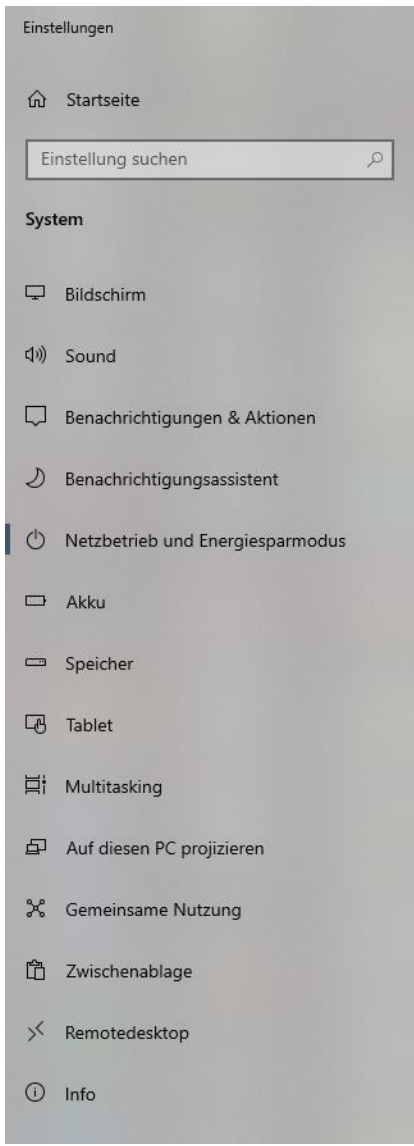 Einstellungen
Startseite
Einstellung suchen
System
Bildschirm
Sound
Benachrichtigungen & Aktionen
Benachrichtigungsassistent
Netzbetrieb und Energiesparmodus
Akku
Speicher
Tablet
Multitasking
Auf diesen PC projizieren
Gemeinsame Nutzung
Zwischenablage
Remotedesktop
Info